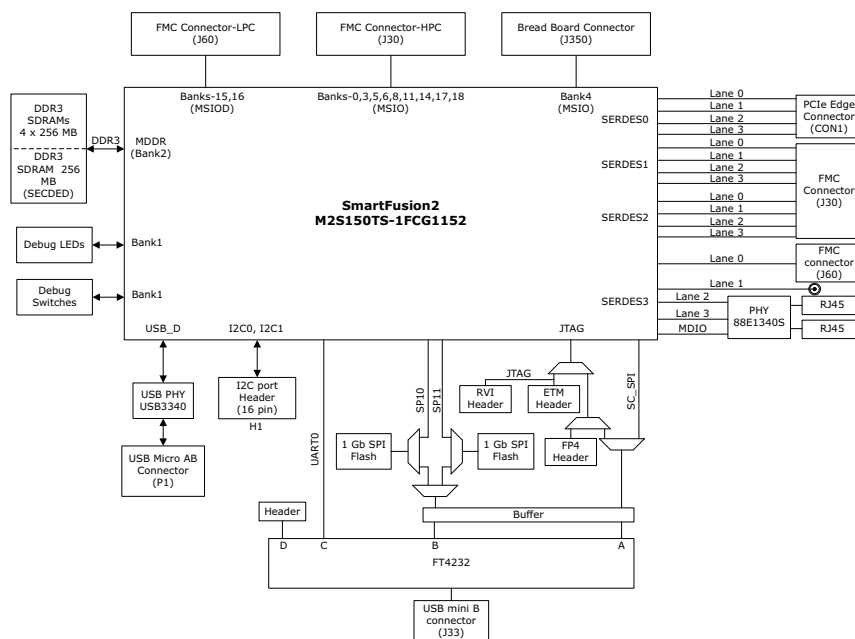 FMC Connector-LPC
(J60)
FMC Connector-HPC
(J30)
Bread Board Connector
(J350)
Banks-15,16
(MSIOD)
Banks-0,3,5,6,8,11,14,17,18
(MSIO)
Bank4
(MSIO)
DDR3
SDRAMs
4 x 256 MB
DDR3
SDRAM 256
MB
(SECDED)
DDR3
MDDR
(Bank2)
SmartFusion2
M2S150TS-1FCG1152
SERDES0
Lane 0
Lane 1
Lane 2
Lane 3
PCIe Edge
Connector
(CON1)
SERDES1
Lane 0
Lane 1
Lane 2
Lane 3
SERDES2
Lane 0
Lane 1
Lane 2
Lane 3
FMC
Connector
(J30)
Debug LEDs
Bank1
Debug
Switches
Bank1
Lane 0
FMC
connector
(J60)
SERDES3
Lane 1
Lane 2
Lane 3
MDIO
PHY
88E1340S
RJ45
RJ45
USB_D
I2C0, I2C1
JTAG
USB PHY
USB3340
I2C port
Header
(16 pin)
H1
USB Micro AB
Connector
(P1)
UART0
SP10
SP11
JTAG
RVI
Header
ETM
Header
SC_SPI
1 Gb SPI
Flash
1 Gb SPI
Flash
FP4
Header
Header
Buffer
D
C
B
A
FT4232
USB mini B
connector
(J33)